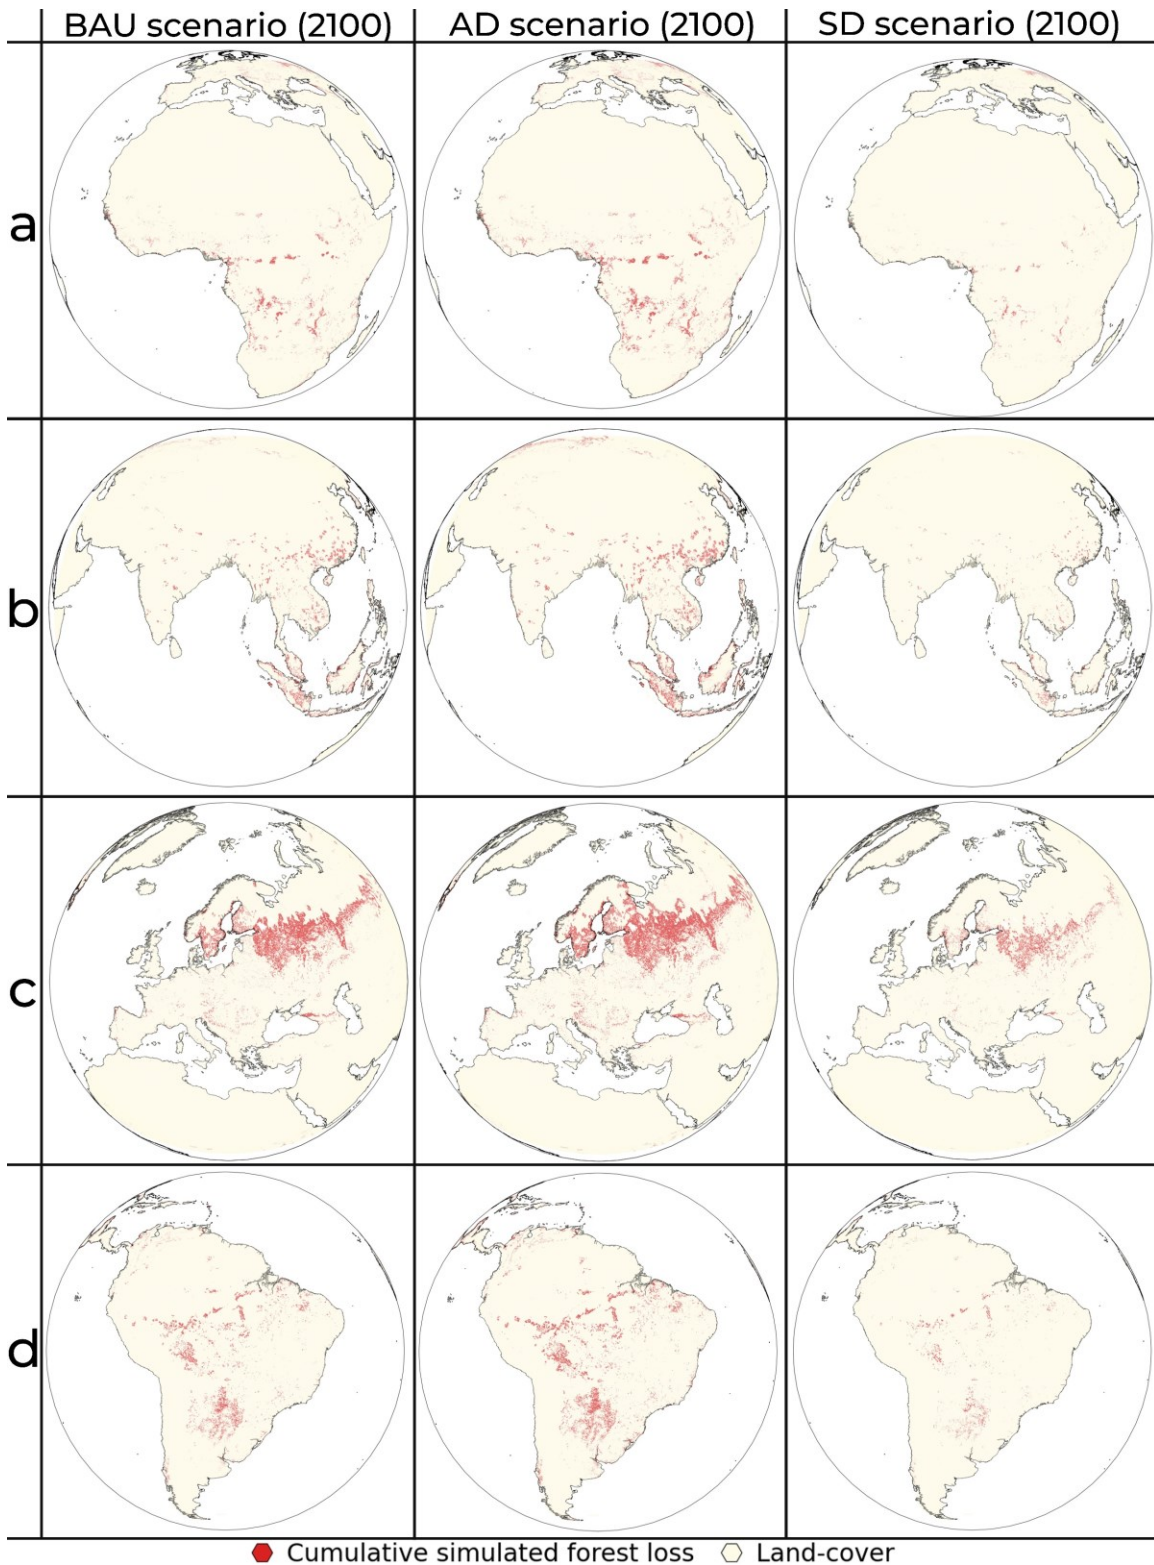 BAU scenario (2100) AD scenario (2100) SD scenario (2100)
a
b
c
d
Cumulative simulated forest loss Land-cover